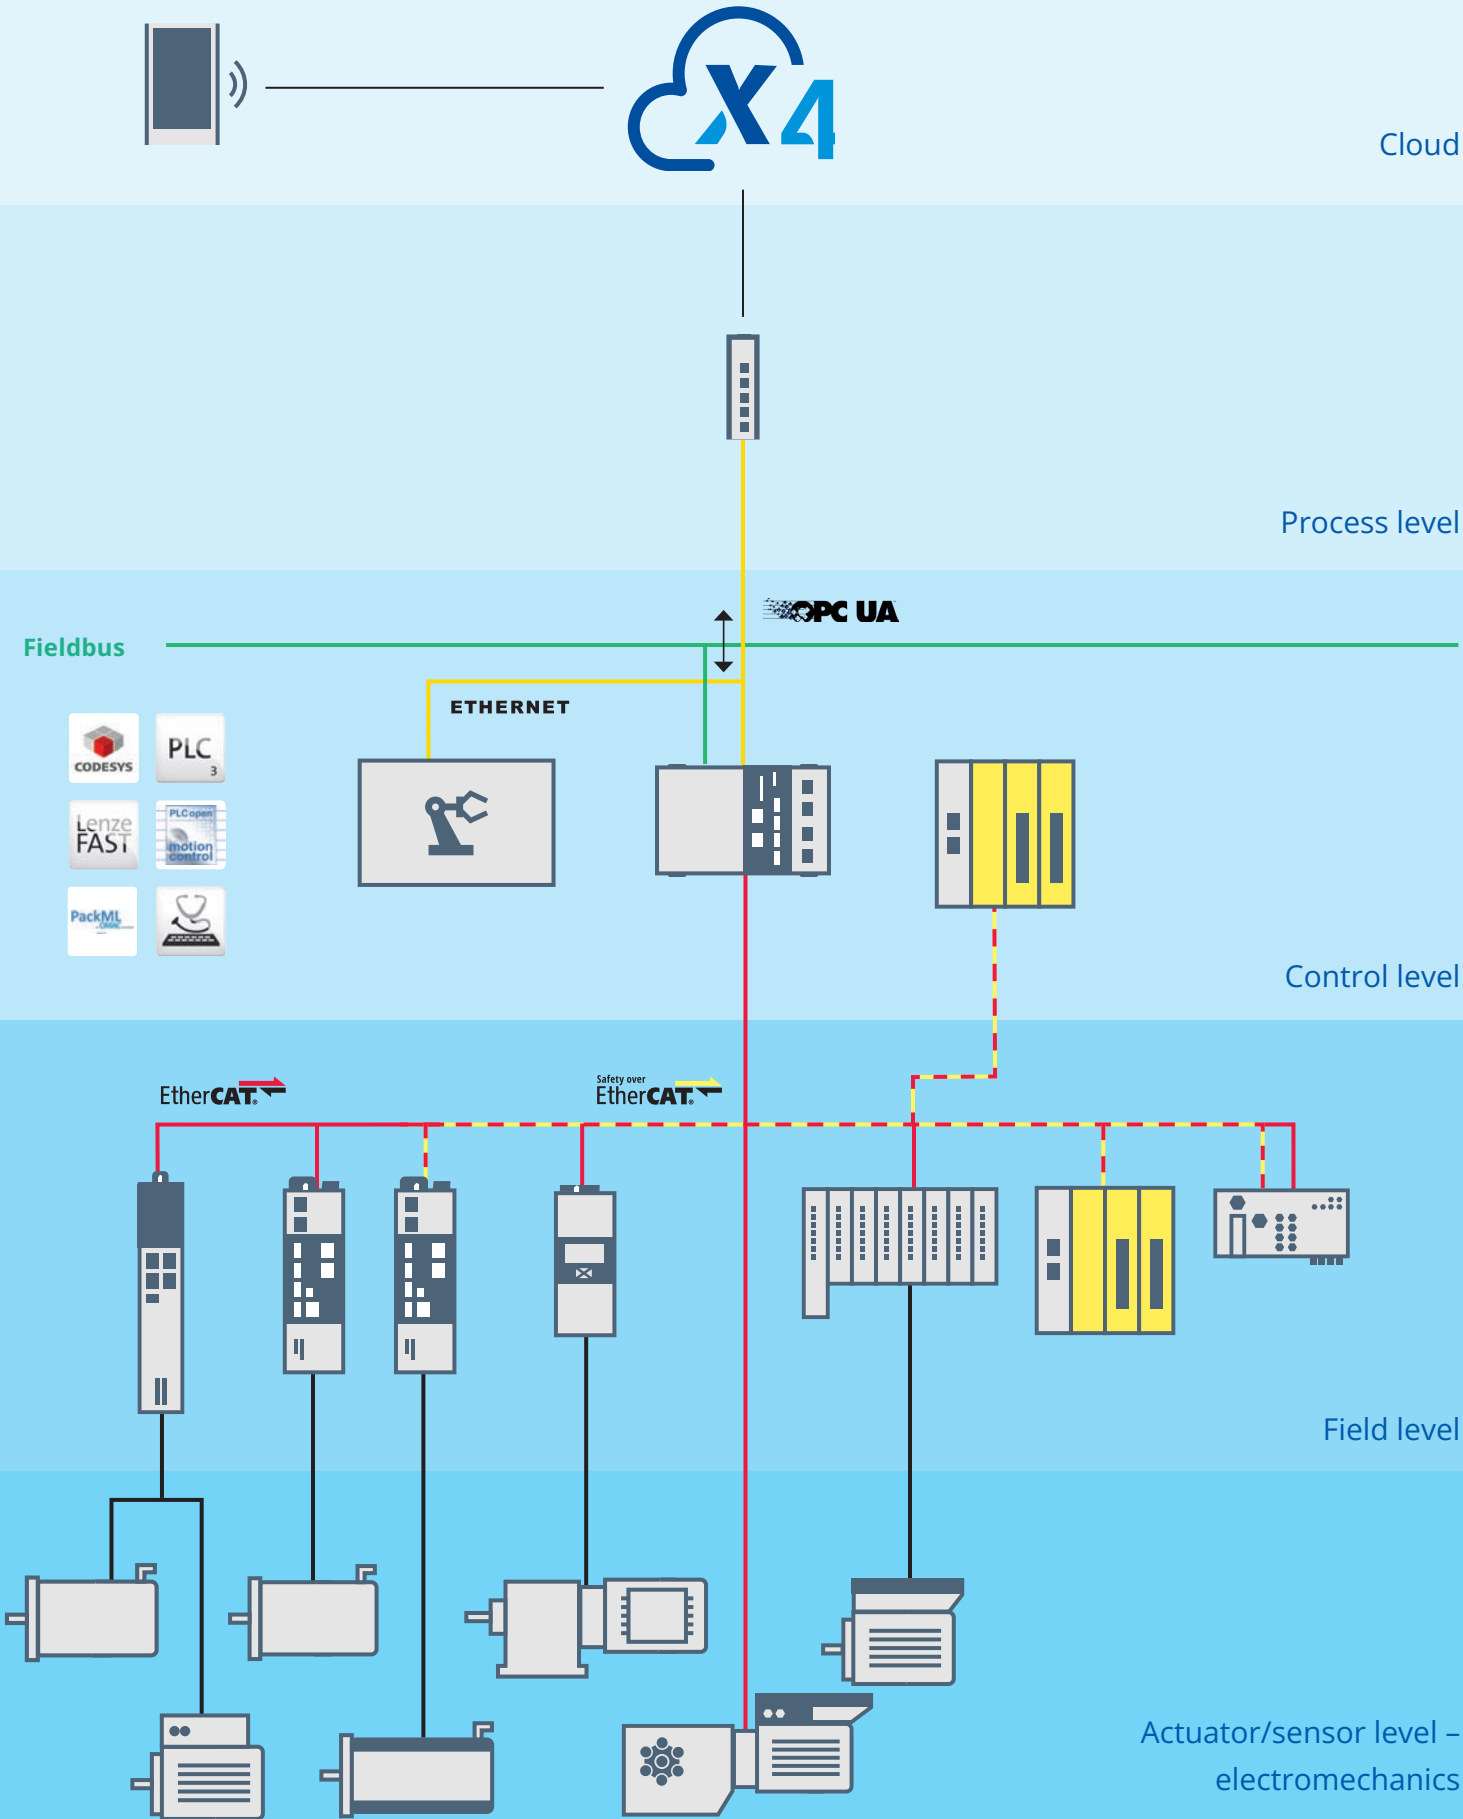 X4
Cloud
Process level
OPC UA
Fieldbus
ETHERNET
CODESYS
PLC
3
Lenze
FAST
PLCopen
motion
control
PackML
OMAC
Control level
EtherCAT®
Safety over
EtherCAT®
Field level
Actuator/sensor level –
electromechanics